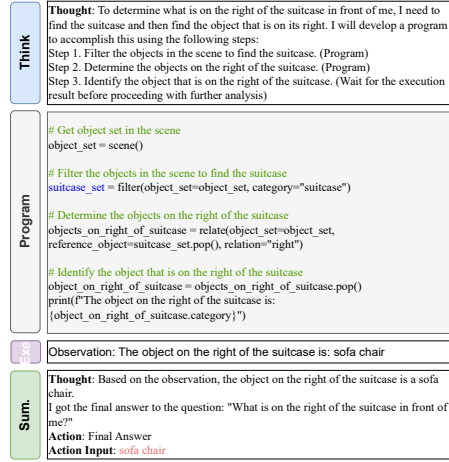 Think
Thought: To determine what is on the right of the suitcase in front of me, I need to
find the suitcase and then find the object that is on its right. I will develop a program
to accomplish this using the following steps:
Step 1. Filter the objects in the scene to find the suitcase. (Program)
Step 2. Determine the objects on the right of the suitcase. (Program)
Step 3. Identify the object that is on the right of the suitcase. (Wait for the execution
result before proceeding with further analysis)
Program
# Get object set in the scene
object_set = scene()
# Filter the objects in the scene to find the suitcase
suitcase_set = filter(object_set=object_set, category="suitcase")
# Determine the objects on the right of the suitcase
objects_on_right_of_suitcase = relate(object_set=object_set,
reference_object=suitcase_set.pop(), relation="right")
# Identify the object that is on the right of the suitcase
object_on_right_of_suitcase = objects_on_right_of_suitcase.pop()
print(f"The object on the right of the suitcase is:
{object_on_right_of_suitcase.category}")
Exe
Observation: The object on the right of the suitcase is: sofa chair
Sum.
Thought: Based on the observation, the object on the right of the suitcase is a sofa
chair.
I got the final answer to the question: "What is on the right of the suitcase in front of
me?"
Action: Final Answer
Action Input: sofa chair